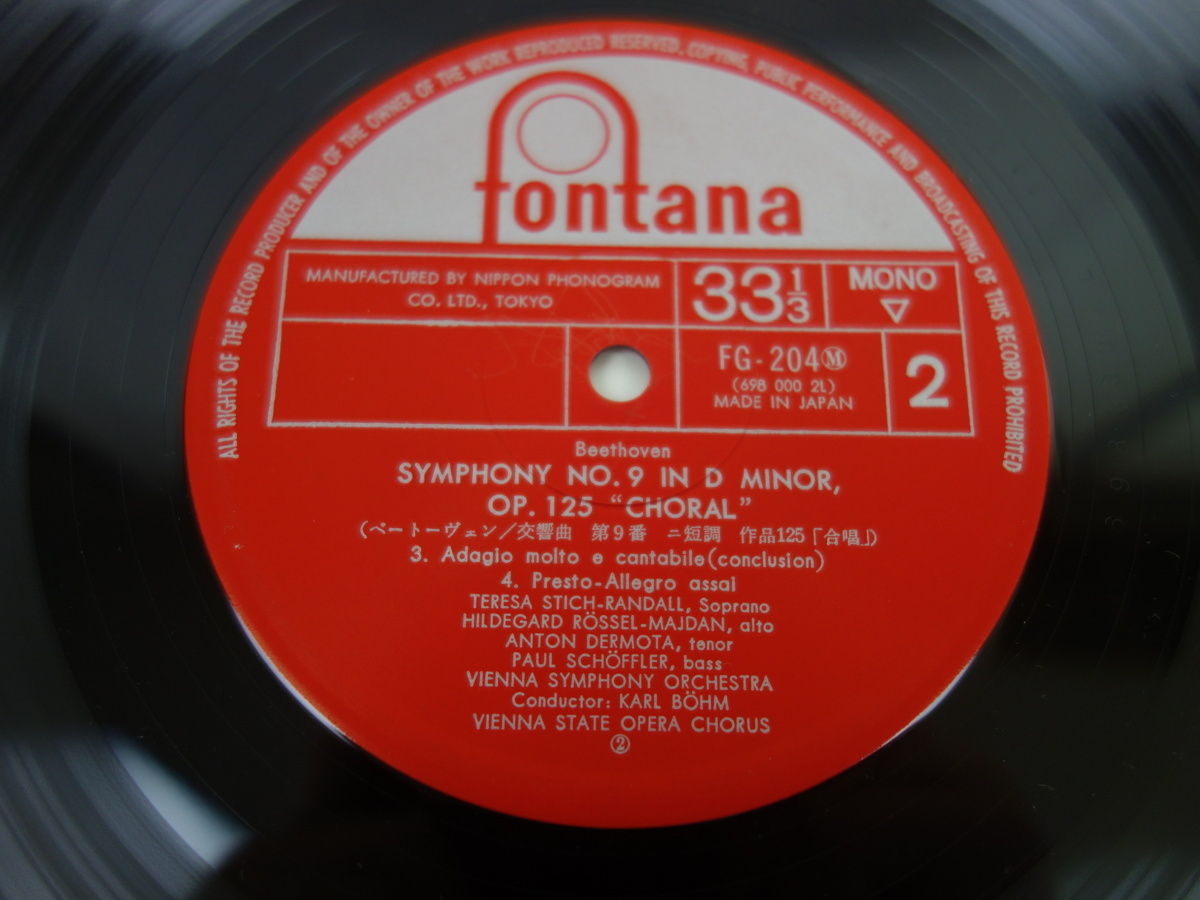 ALL RIGHTS OF THE RECORD PRODUCER AND OF THE OWNER OF THE WORK REPRODUCED RESERVED. COPYING, PUBLIC PERFORMANCE AND BROADCASTING OF THIS RECORD PROHIBITED
fontana
MANUFACTURED BY NIPPON PHONOGRAM
CO. LTD., TOKYO
33 1/3
MONO
▽
FG-204Ⓜ
(698 000 2L)
MADE IN JAPAN
2
Beethoven
SYMPHONY NO. 9 IN D MINOR,
OP. 125 “CHORAL”
(ベートーヴェン/交響曲 第9番 ニ短調 作品125「合唱」)
3. Adagio molto e cantabile (conclusion)
4. Presto-Allegro assai
TERESA STICH-RANDALL, Soprano
HILDEGARD RÖSSEL-MAJDAN, alto
ANTON DERMOTA, tenor
PAUL SCHÖFFLER, bass
VIENNA SYMPHONY ORCHESTRA
Conductor: KARL BÖHM
VIENNA STATE OPERA CHORUS
②